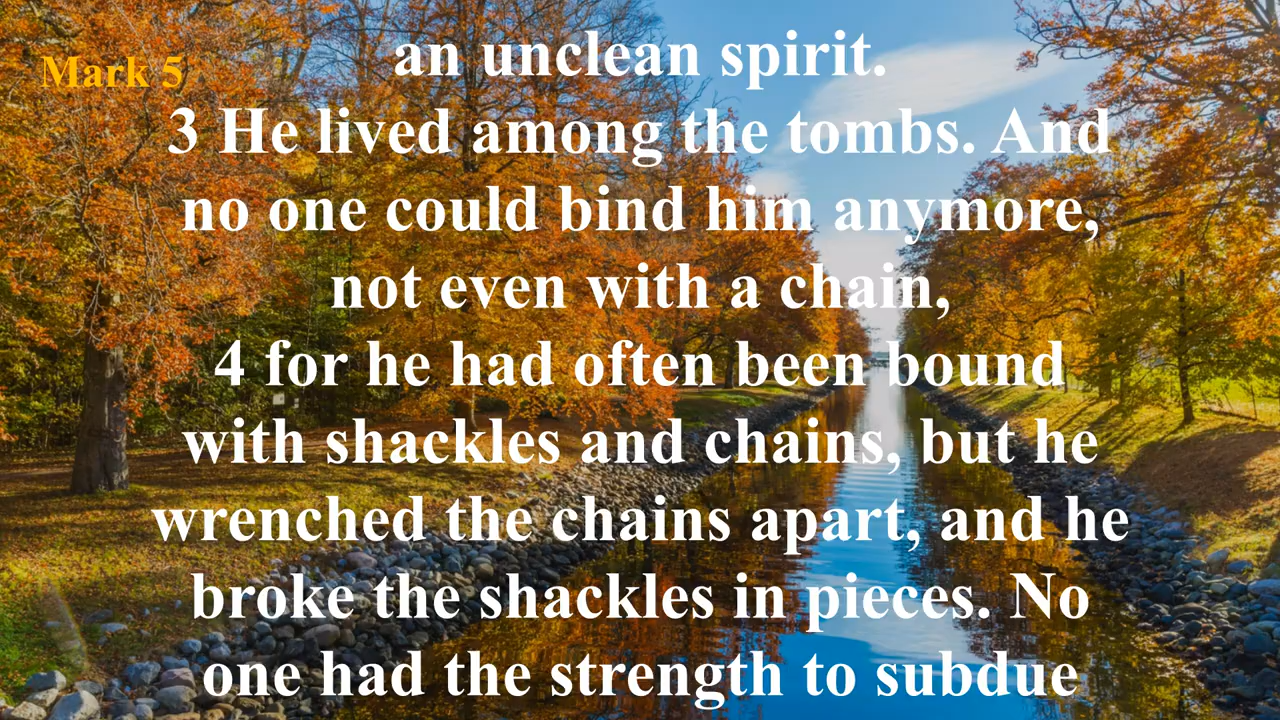 Mark 5
an unclean spirit.
3 He lived among the tombs. And
no one could bind him anymore,
not even with a chain,
4 for he had often been bound
with shackles and chains, but he
wrenched the chains apart, and he
broke the shackles in pieces. No
one had the strength to subdue